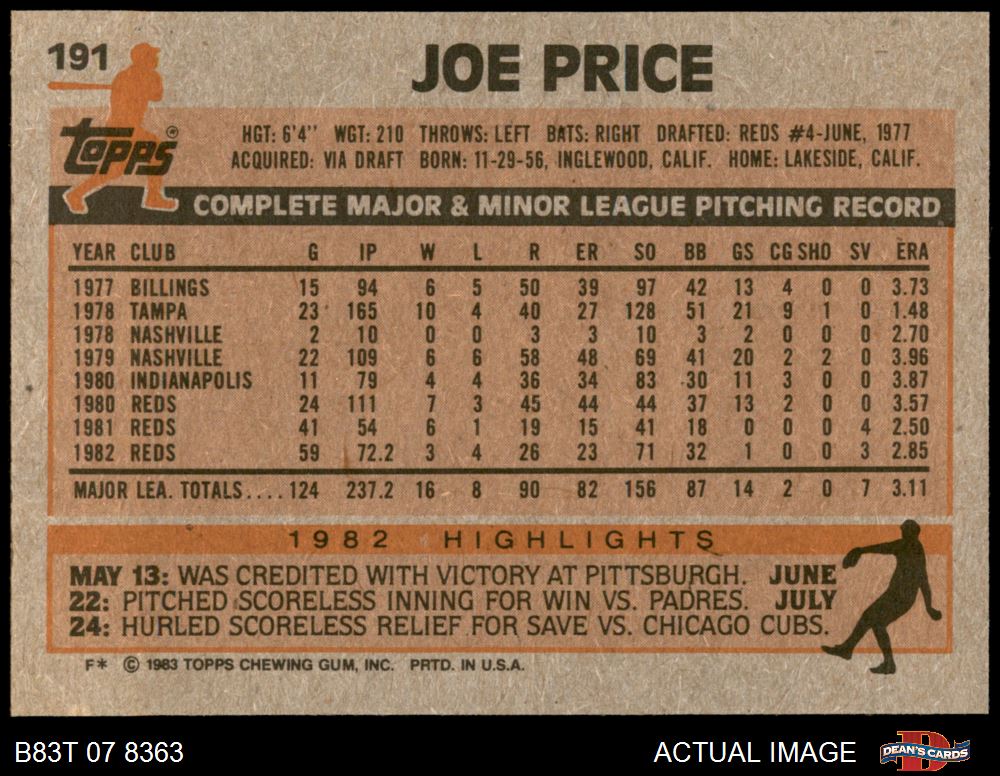 191
JOE PRICE
Topps®
HGT: 6'4" WGT: 210 THROWS: LEFT BATS: RIGHT DRAFTED: REDS #4-JUNE, 1977
ACQUIRED: VIA DRAFT BORN: 11-29-56, INGLEWOOD, CALIF. HOME: LAKESIDE, CALIF.
COMPLETE MAJOR & MINOR LEAGUE PITCHING RECORD
YEAR CLUB G IP W L R ER SO BB GS CG SHO SV ERA
1977 BILLINGS 15 94 6 5 50 39 97 42 13 4 0 0 3.73
1978 TAMPA 23 165 10 4 40 27 128 51 21 9 1 0 1.48
1978 NASHVILLE 2 10 0 0 3 3 10 3 2 0 0 0 2.70
1979 NASHVILLE 22 109 6 6 58 48 69 41 20 2 2 0 3.96
1980 INDIANAPOLIS 11 79 4 4 36 34 83 30 11 3 0 0 3.87
1980 REDS 24 111 7 3 45 44 44 37 13 2 0 0 3.57
1981 REDS 41 54 6 1 19 15 41 18 0 0 0 4 2.50
1982 REDS 59 72.2 3 4 26 23 71 32 1 0 0 3 2.85
MAJOR LEA. TOTALS.... 124 237.2 16 8 90 82 156 87 14 2 0 7 3.11
1982 HIGHLIGHTS
MAY 13: WAS CREDITED WITH VICTORY AT PITTSBURGH. JUNE
22: PITCHED SCORELESS INNING FOR WIN VS. PADRES. JULY
24: HURLED SCORELESS RELIEF FOR SAVE VS. CHICAGO CUBS.
F* © 1983 TOPPS CHEWING GUM, INC. PRTD. IN U.S.A.
B83T 07 8363 ACTUAL IMAGE D DEAN'S CARDS